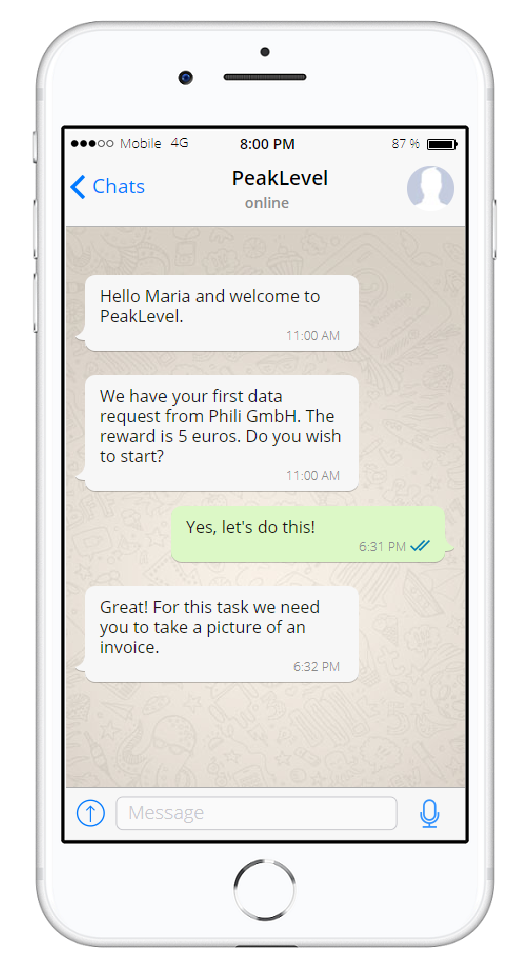 Mobile 4G 8:00 PM 87 %
Chats PeakLevel
online
Hello Maria and welcome to
PeakLevel.
11:00 AM
We have your first data
request from Phili GmbH. The
reward is 5 euros. Do you wish
to start?
11:00 AM
Yes, let's do this!
6:31 PM
Great! For this task we need
you to take a picture of an
invoice.
6:32 PM
Message